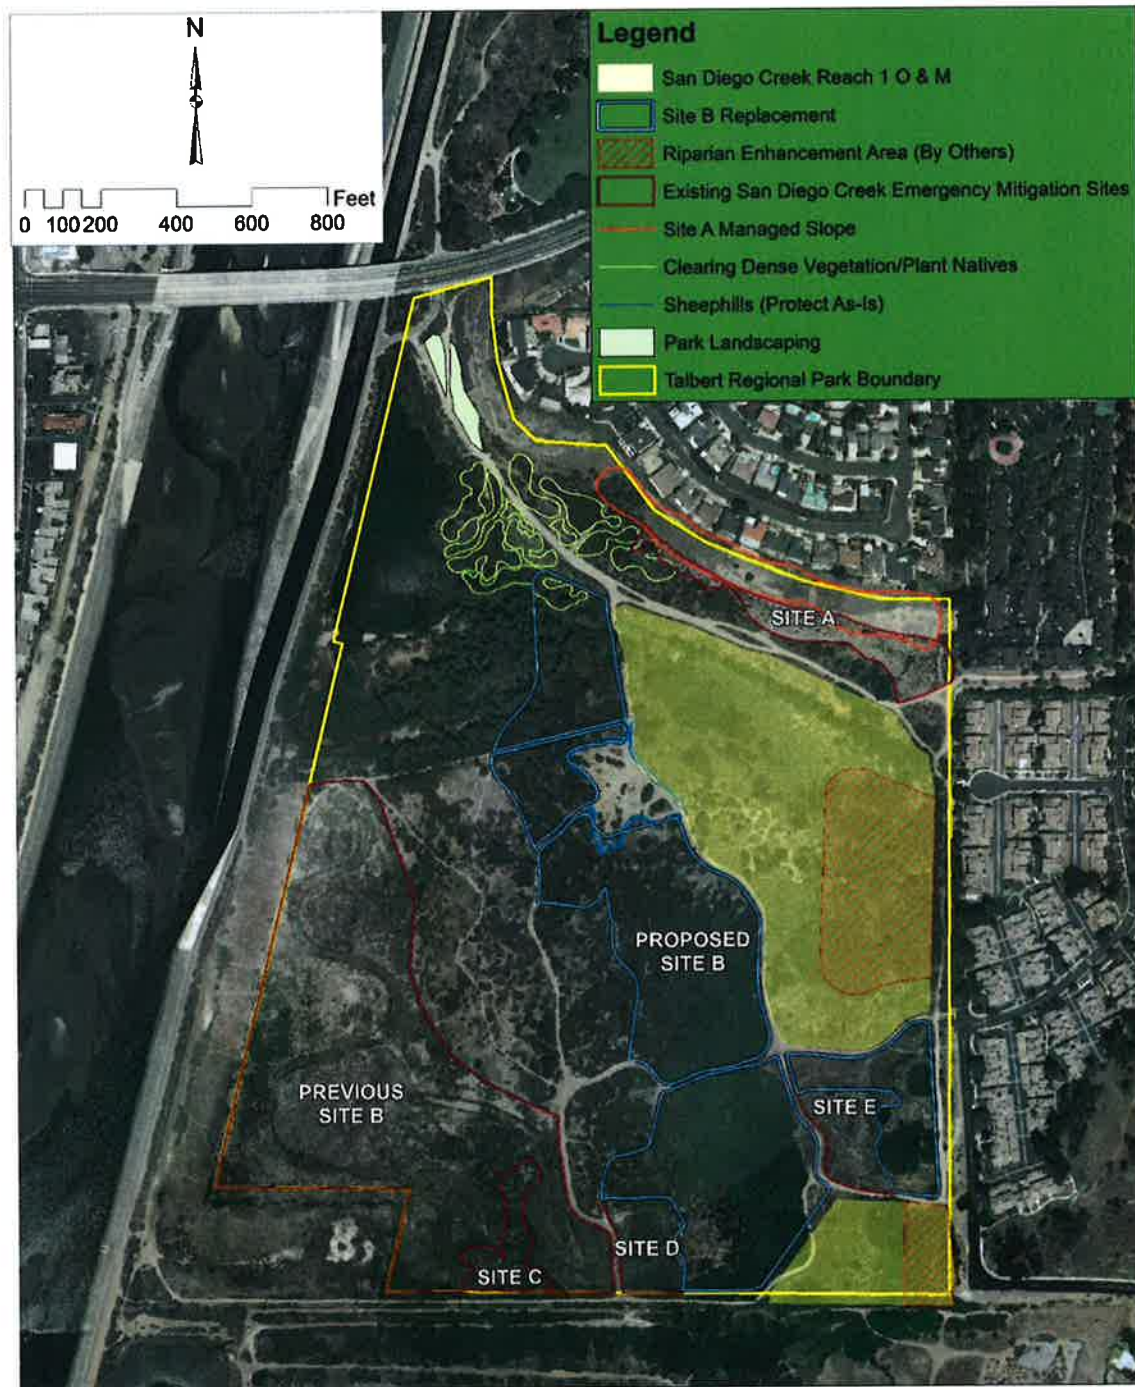 N
Feet
0 100 200 400 600 800
Legend
San Diego Creek Reach 1 O & M
Site B Replacement
Riparian Enhancement Area (By Others)
Existing San Diego Creek Emergency Mitigation Sites
Site A Managed Slope
Clearing Dense Vegetation/Plant Natives
Sheephills (Protect As-Is)
Park Landscaping
Talbert Regional Park Boundary
SITE A
PROPOSED
SITE B
PREVIOUS
SITE B
SITE E
SITE D
SITE C